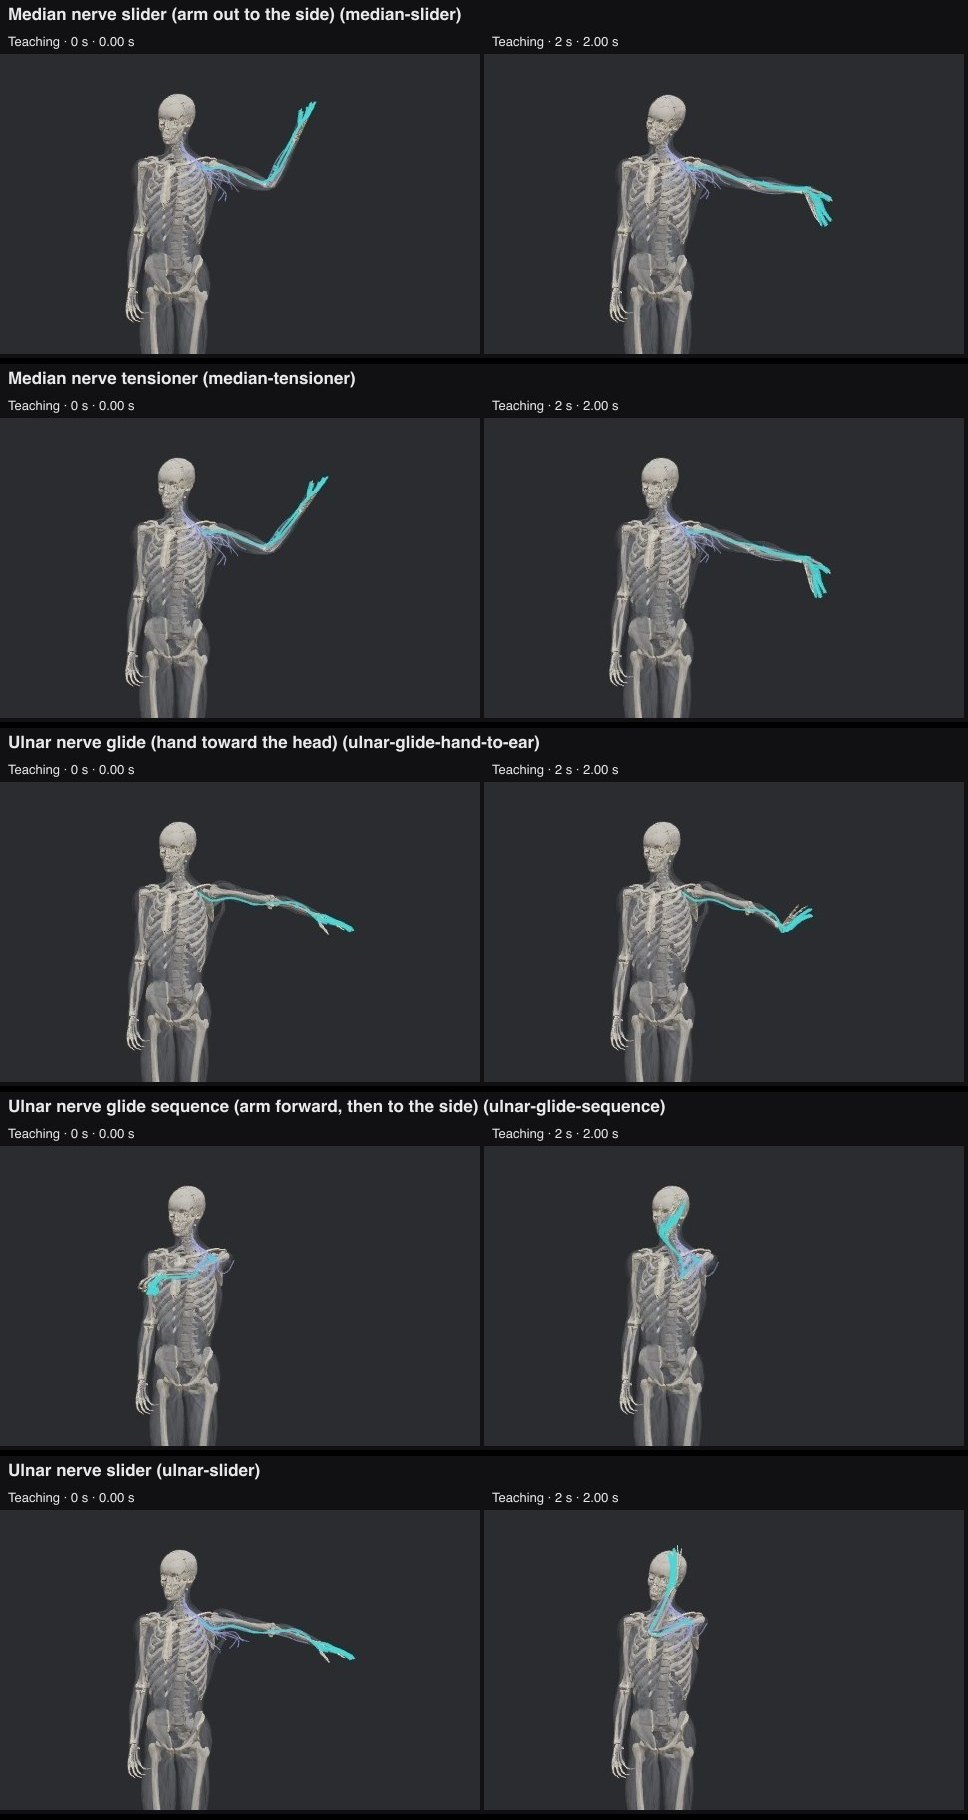 Median nerve slider (arm out to the side) (median-slider)
Teaching · 0 s · 0.00 s
Teaching · 2 s · 2.00 s
Median nerve tensioner (median-tensioner)
Teaching · 0 s · 0.00 s
Teaching · 2 s · 2.00 s
Ulnar nerve glide (hand toward the head) (ulnar-glide-hand-to-ear)
Teaching · 0 s · 0.00 s
Teaching · 2 s · 2.00 s
Ulnar nerve glide sequence (arm forward, then to the side) (ulnar-glide-sequence)
Teaching · 0 s · 0.00 s
Teaching · 2 s · 2.00 s
Ulnar nerve slider (ulnar-slider)
Teaching · 0 s · 0.00 s
Teaching · 2 s · 2.00 s